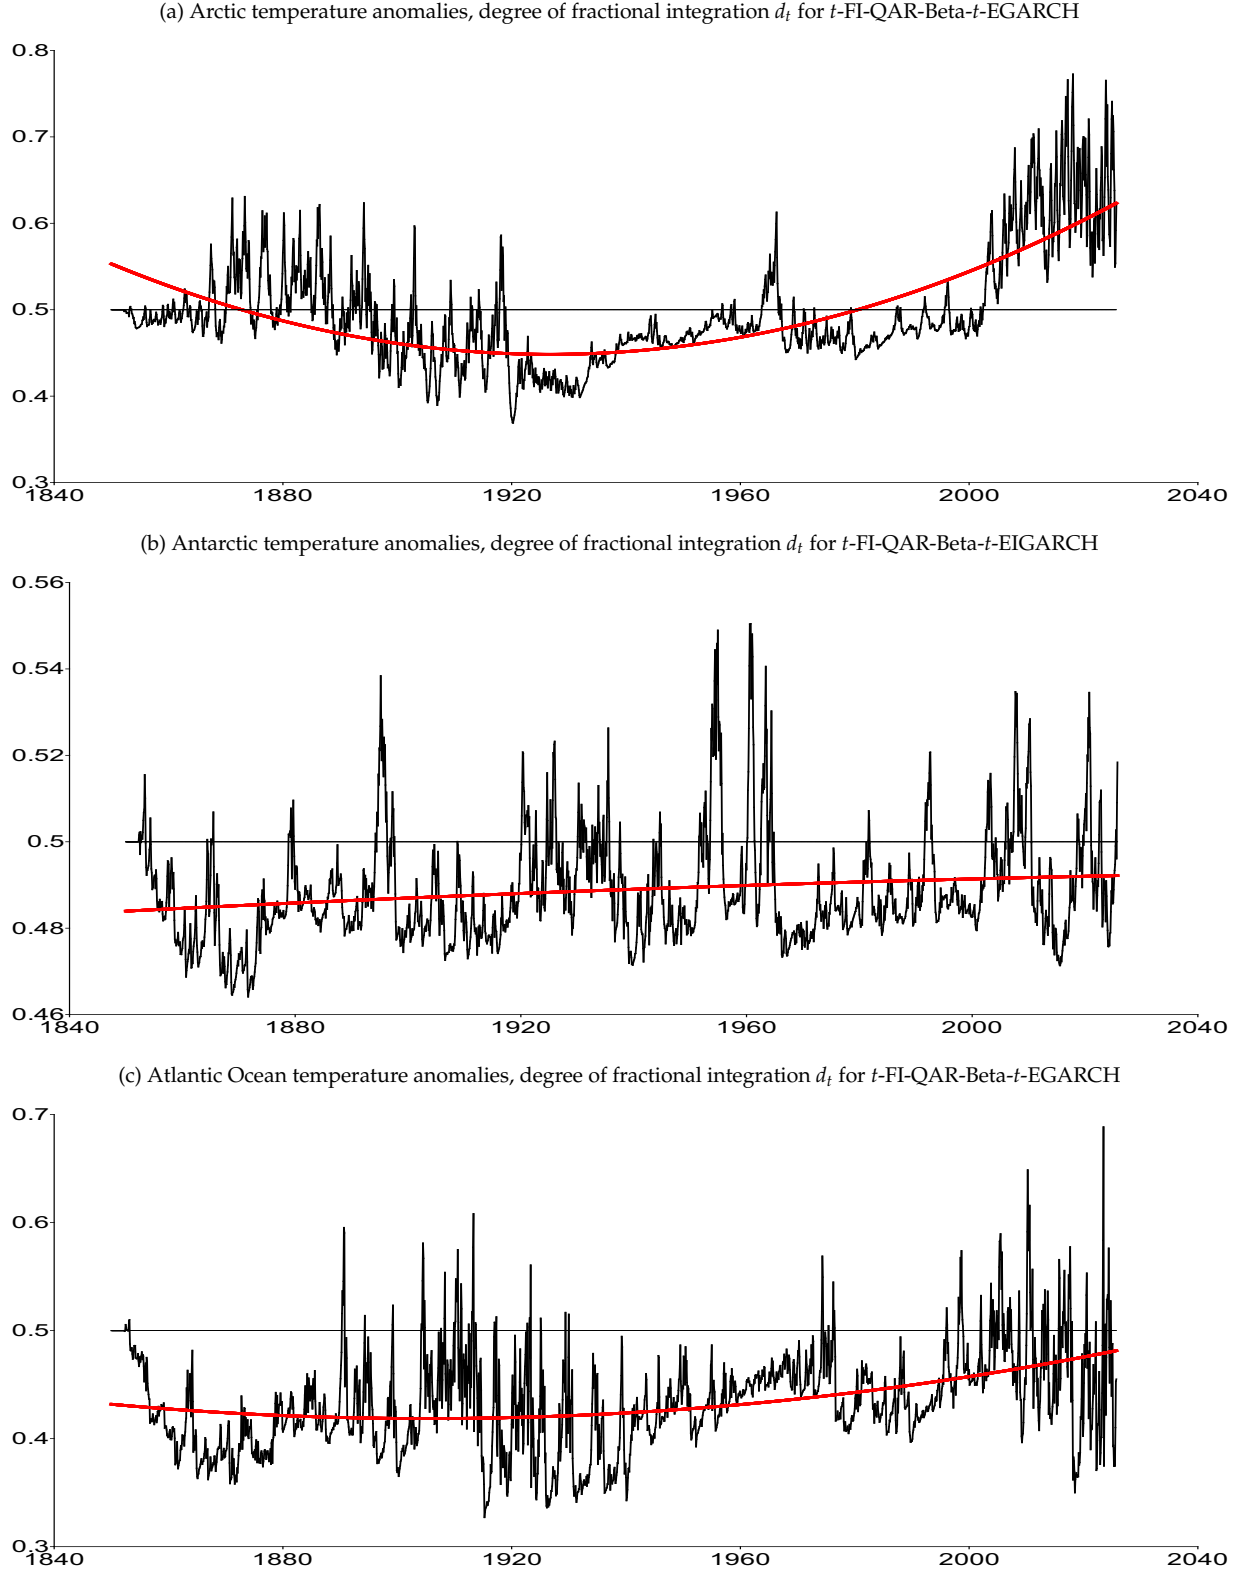 (a) Arctic temperature anomalies, degree of fractional integration dₜ for t-FI-QAR-Beta-t-EGARCH
0.8
0.7
0.6
0.5
0.4
0.3
1840 1880 1920 1960 2000 2040
(b) Antarctic temperature anomalies, degree of fractional integration dₜ for t-FI-QAR-Beta-t-EIGARCH
0.56
0.54
0.52
0.5
0.48
0.46
1840 1880 1920 1960 2000 2040
(c) Atlantic Ocean temperature anomalies, degree of fractional integration dₜ for t-FI-QAR-Beta-t-EGARCH
0.7
0.6
0.5
0.4
0.3
1840 1880 1920 1960 2000 2040